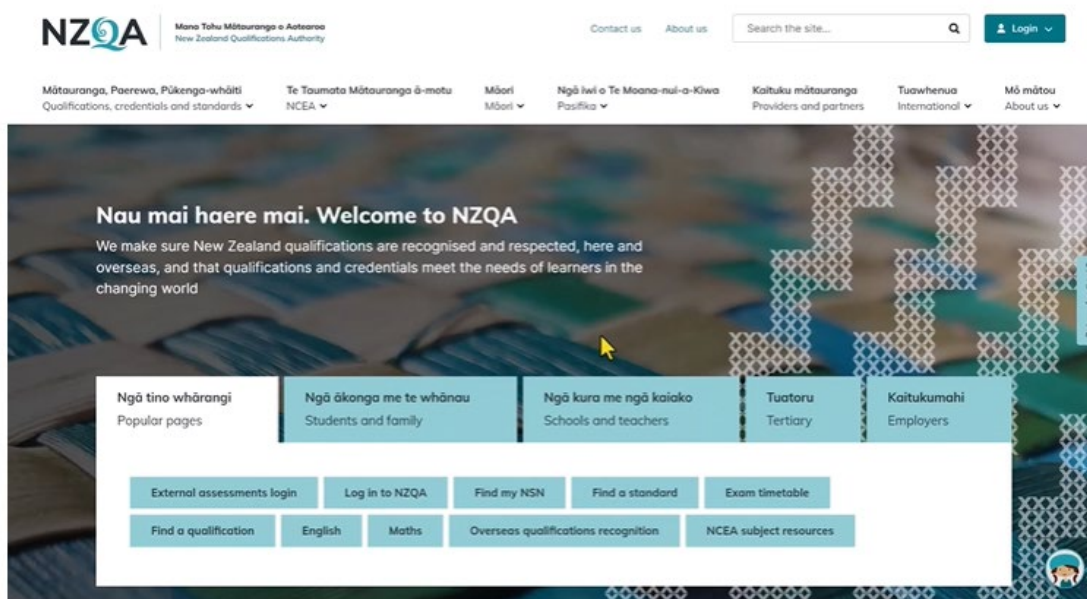 NZQA
Mana Tohu Mātauranga o Aotearoa
New Zealand Qualifications Authority
Contact us
About us
Search the site...
Login
Mātauranga, Paerewa, Pūkenga-whāiti
Qualifications, credentials and standards
Te Taumata Mātauranga ā-motu
NCEA
Māori
Māori
Ngā iwi o Te Moana-nui-a-Kiwa
Pasifika
Kaituku mātauranga
Providers and partners
Tuawhenua
International
Mō mātou
About us
Nau mai haere mai. Welcome to NZQA
We make sure New Zealand qualifications are recognised and respected, here and
overseas, and that qualifications and credentials meet the needs of learners in the
changing world
Ngā tino whārangi
Popular pages
Ngā ākonga me te whānau
Students and family
Ngā kura me ngā kaiako
Schools and teachers
Tuatoru
Tertiary
Kaitukumahi
Employers
External assessments login
Log in to NZQA
Find my NSN
Find a standard
Exam timetable
Find a qualification
English
Maths
Overseas qualifications recognition
NCEA subject resources